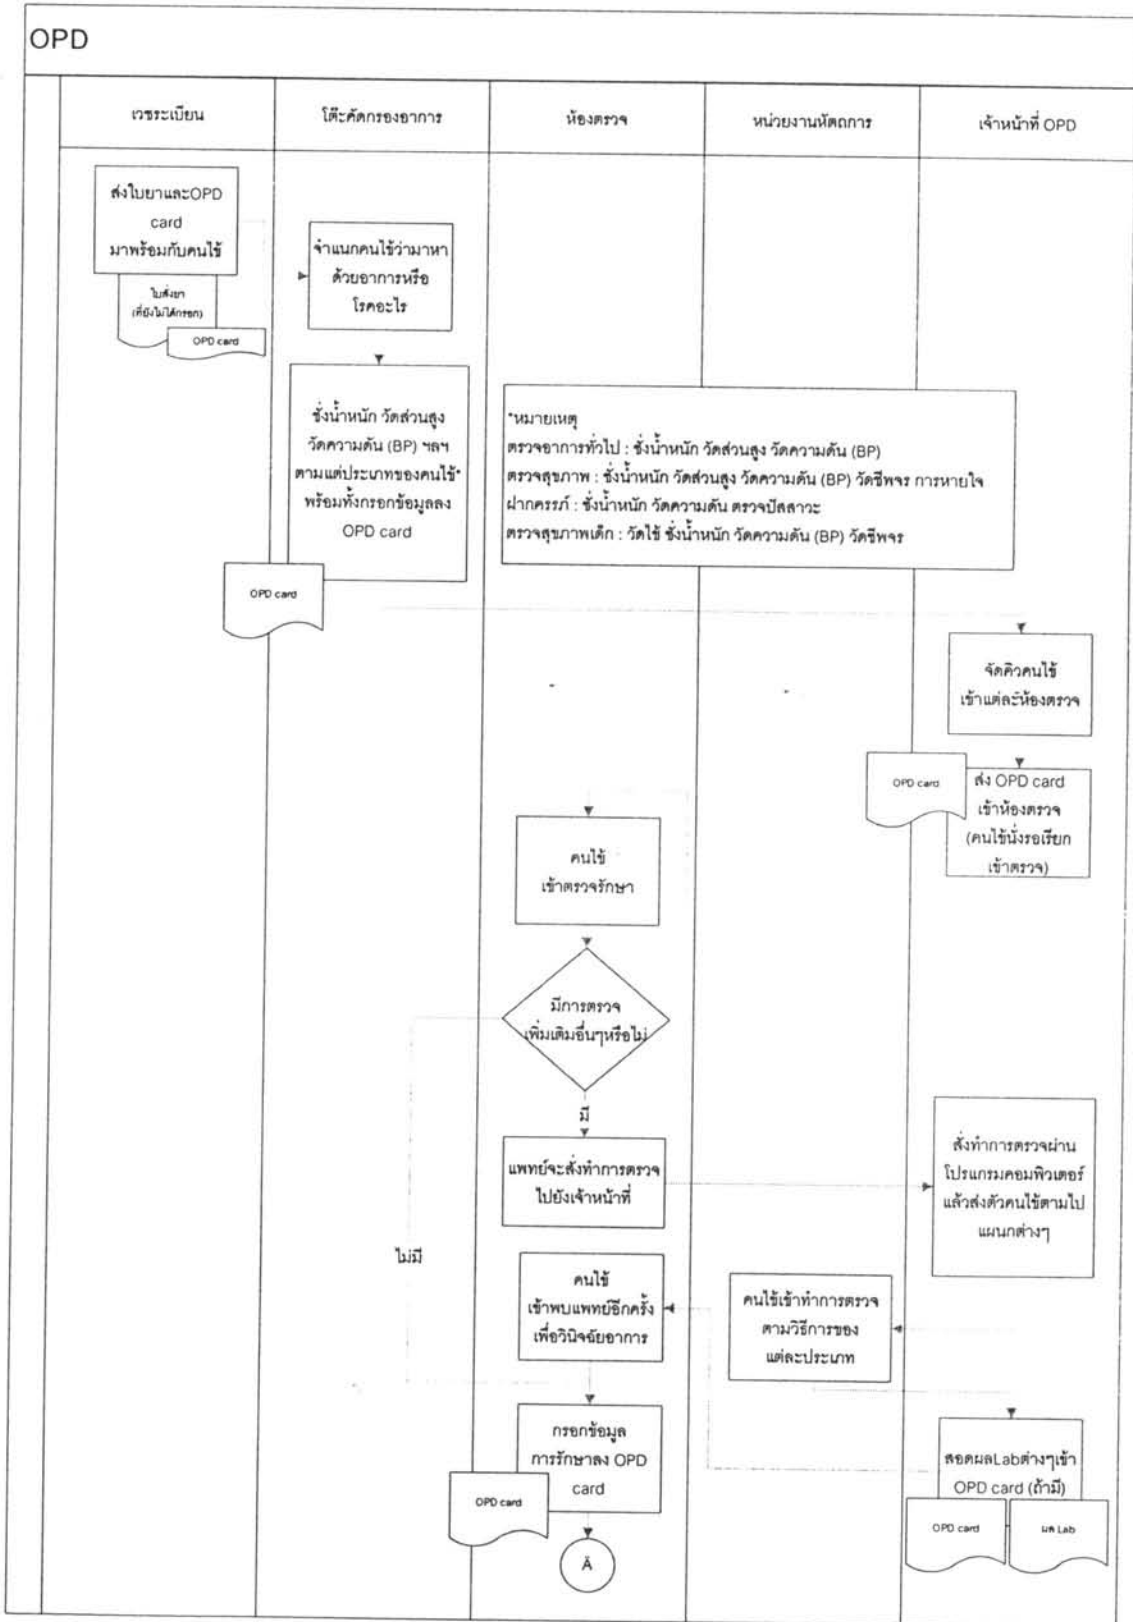 OPD
เวชระเบียน
โต๊ะคัดกรองอาการ
ห้องตรวจ
หน่วยงานหัตถการ
เจ้าหน้าที่ OPD
ส่งใบยาและOPD
card
มาพร้อมกับคนไข้
ใบสั่งยา
(ที่ยังไม่ได้กรอก)
OPD card
จำแนกคนไข้ว่ามาหา
ด้วยอาการหรือ
โรคอะไร
ชั่งน้ำหนัก วัดส่วนสูง
วัดความดัน (BP) ฯลฯ
ตามแต่ประเภทของคนไข้*
พร้อมทั้งกรอกข้อมูลลง
OPD card
OPD card
*หมายเหตุ
ตรวจอาการทั่วไป : ชั่งน้ำหนัก วัดส่วนสูง วัดความดัน (BP)
ตรวจสุขภาพ : ชั่งน้ำหนัก วัดส่วนสูง วัดความดัน (BP) วัดชีพจร การหายใจ
ฝากครรภ์ : ชั่งน้ำหนัก วัดความดัน ตรวจปัสสาวะ
ตรวจสุขภาพเด็ก : วัดไข้ ชั่งน้ำหนัก วัดความดัน (BP) วัดชีพจร
จัดคิวคนไข้
เข้าแต่ละห้องตรวจ
OPD card
ส่ง OPD card
เข้าห้องตรวจ
(คนไข้นั่งรอเรียก
เข้าตรวจ)
คนไข้
เข้าตรวจรักษา
มีการตรวจ
เพิ่มเติมอื่นๆหรือไม่
มี
แพทย์จะสั่งทำการตรวจ
ไปยังเจ้าหน้าที่
สั่งทำการตรวจผ่าน
โปรแกรมคอมพิวเตอร์
แล้วส่งตัวคนไข้ตามไป
แผนกต่างๆ
ไม่มี
คนไข้
เข้าพบแพทย์อีกครั้ง
เพื่อวินิจฉัยอาการ
คนไข้เข้าทำการตรวจ
ตามวิธีการของ
แต่ละประเภท
กรอกข้อมูล
การรักษาลง OPD
card
OPD card
สอดผลLabต่างๆเข้า
OPD card (ถ้ามี)
OPD card
ผล Lab
Ä